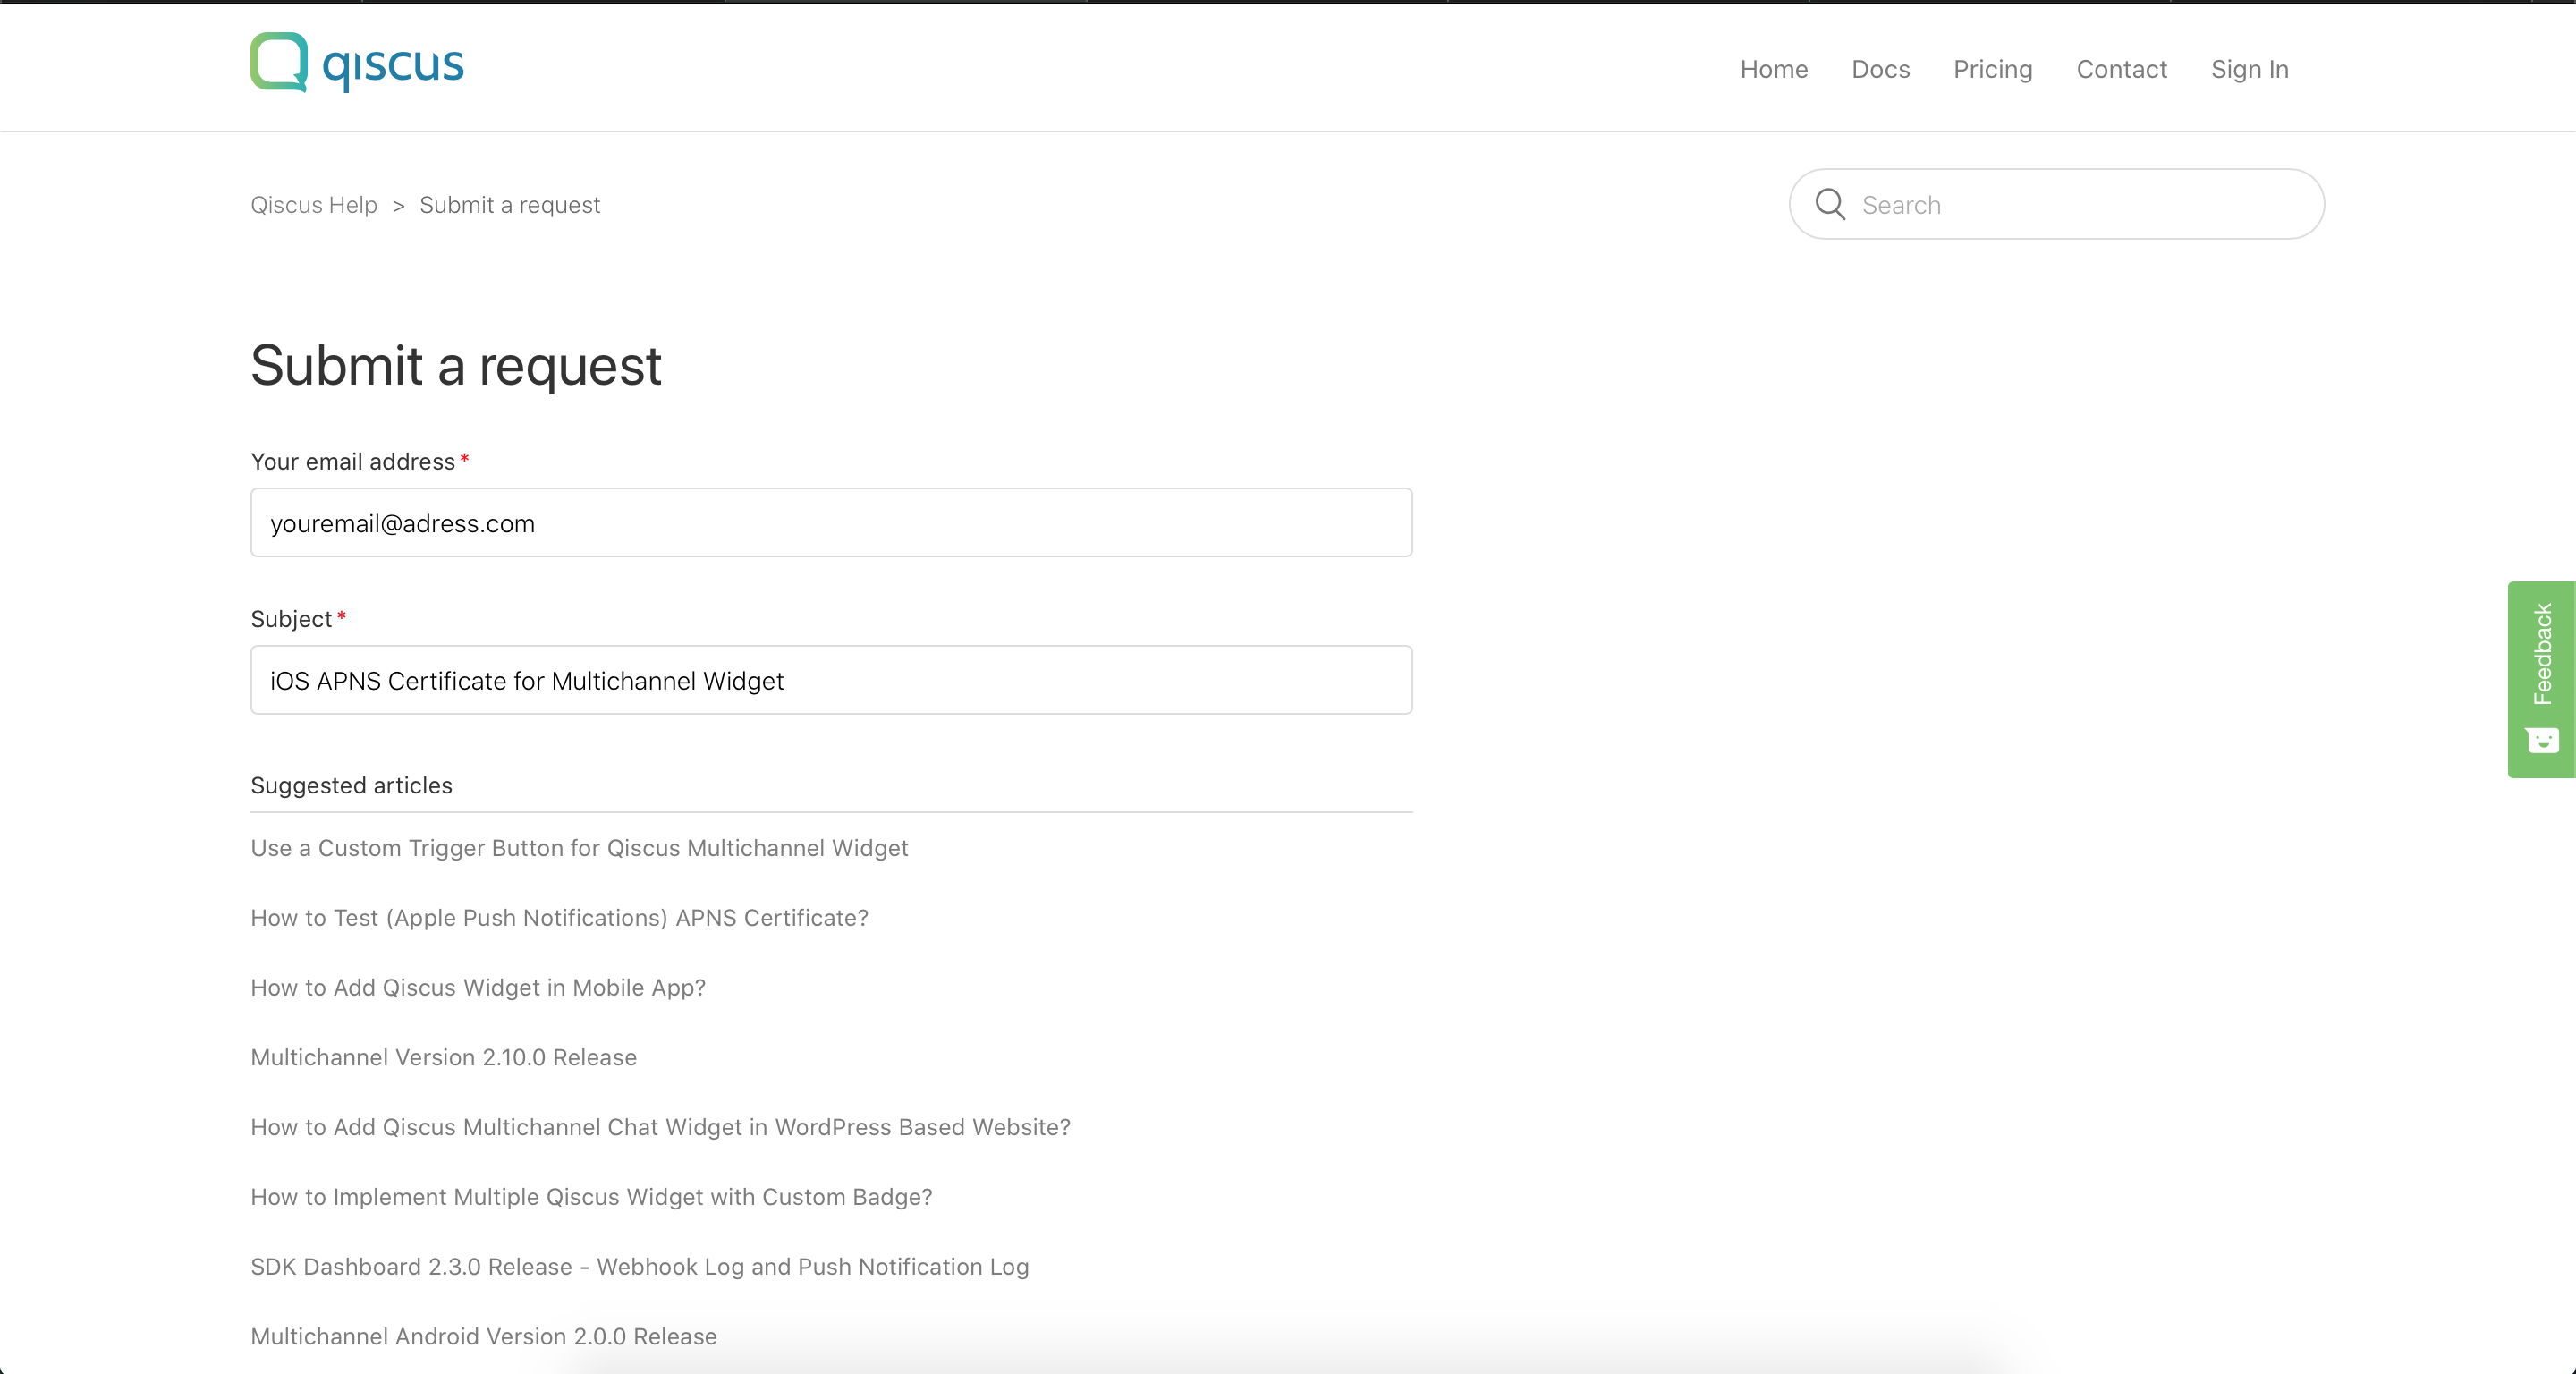 qiscus
Home Docs Pricing Contact Sign In
Qiscus Help > Submit a request
Search
Submit a request
Your email address*
youremail@adress.com
Subject*
iOS APNS Certificate for Multichannel Widget
Feedback
Suggested articles
Use a Custom Trigger Button for Qiscus Multichannel Widget
How to Test (Apple Push Notifications) APNS Certificate?
How to Add Qiscus Widget in Mobile App?
Multichannel Version 2.10.0 Release
How to Add Qiscus Multichannel Chat Widget in WordPress Based Website?
How to Implement Multiple Qiscus Widget with Custom Badge?
SDK Dashboard 2.3.0 Release - Webhook Log and Push Notification Log
Multichannel Android Version 2.0.0 Release